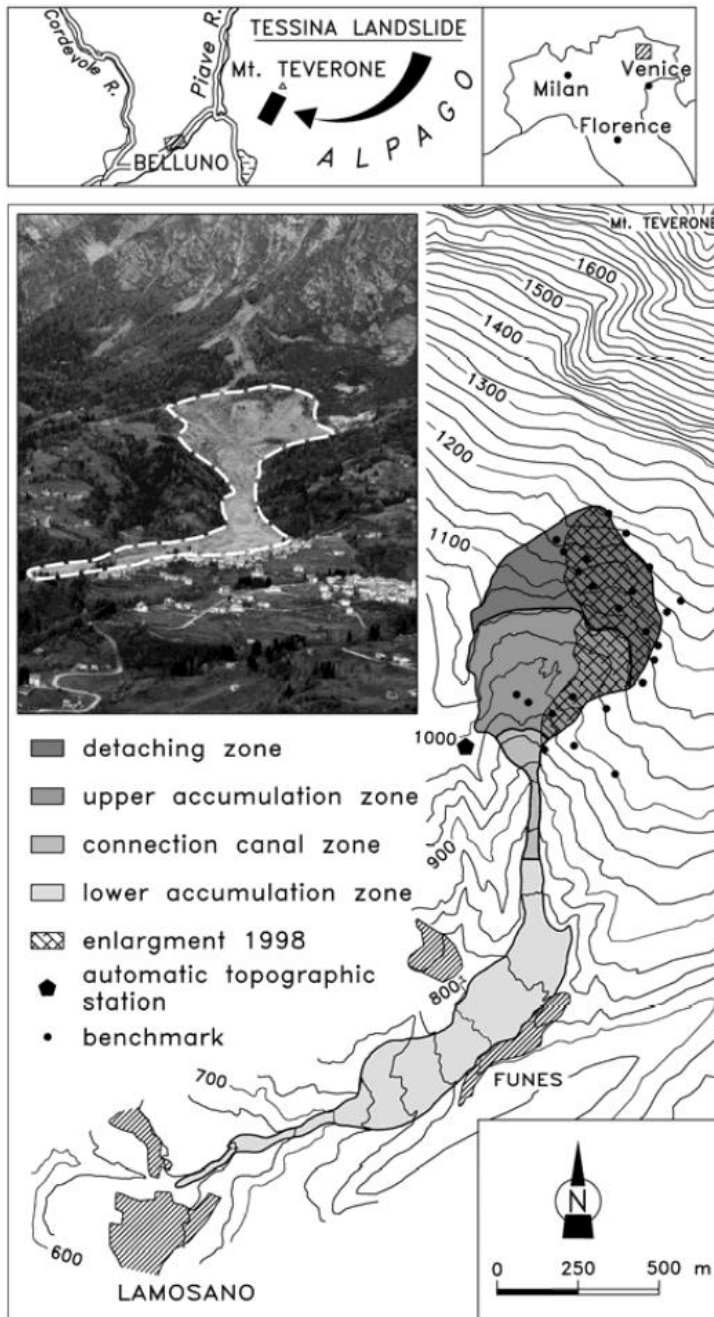 Cordevole R.
Piave R.
TESSINA LANDSLIDE
Mt. TEVERONE
ALPAGO
BELLUNO
Milan
Venice
Florence
Mt. TEVERONE
1600
1500
1400
1300
1200
1100
1000
900
800
700
600
detaching zone
upper accumulation zone
connection canal zone
lower accumulation zone
enlargment 1998
automatic topographic
station
benchmark
FUNES
LAMOSANO
N
0 250 500 m